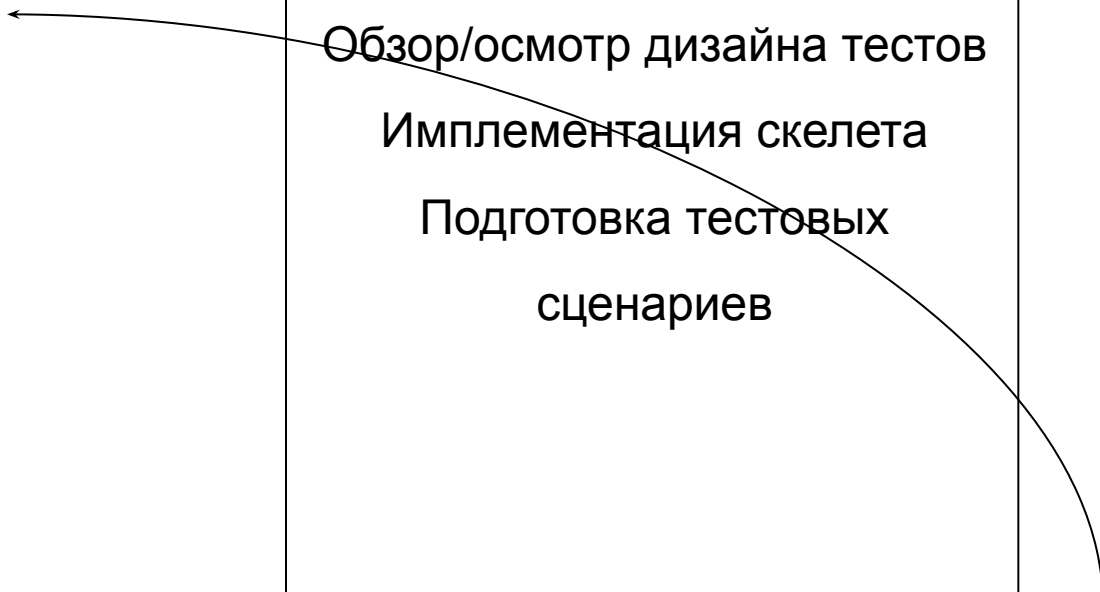 Обзор/осмотр дизайна тестов
Имплементация скелета
Подготовка тестовых
сценариев